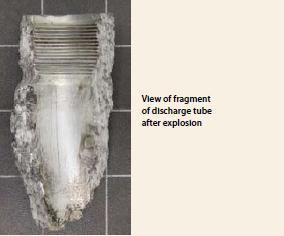 View of fragment
of discharge tube
after explosion